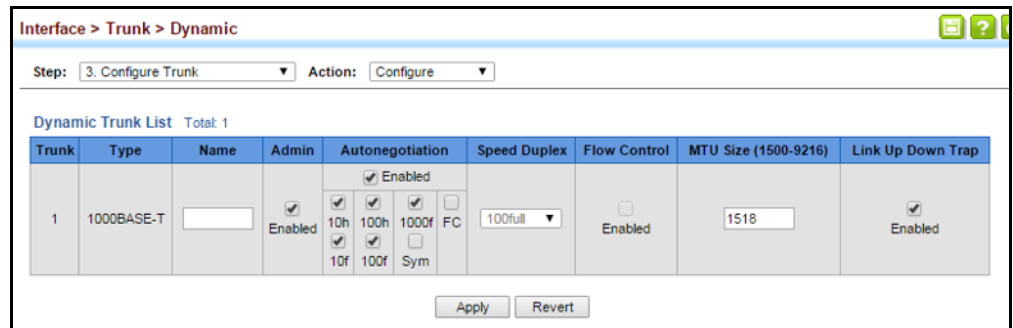 Interface > Trunk > Dynamic
?
Step: 3. Configure Trunk Action: Configure
Dynamic Trunk List Total: 1
Trunk Type Name Admin Autonegotiation Speed Duplex Flow Control MTU Size (1500-9216) Link Up Down Trap
Enabled
1 1000BASE-T Enabled 10h 100h 1000f FC 100full Enabled 1518 Enabled
10f 100f Sym
Apply Revert